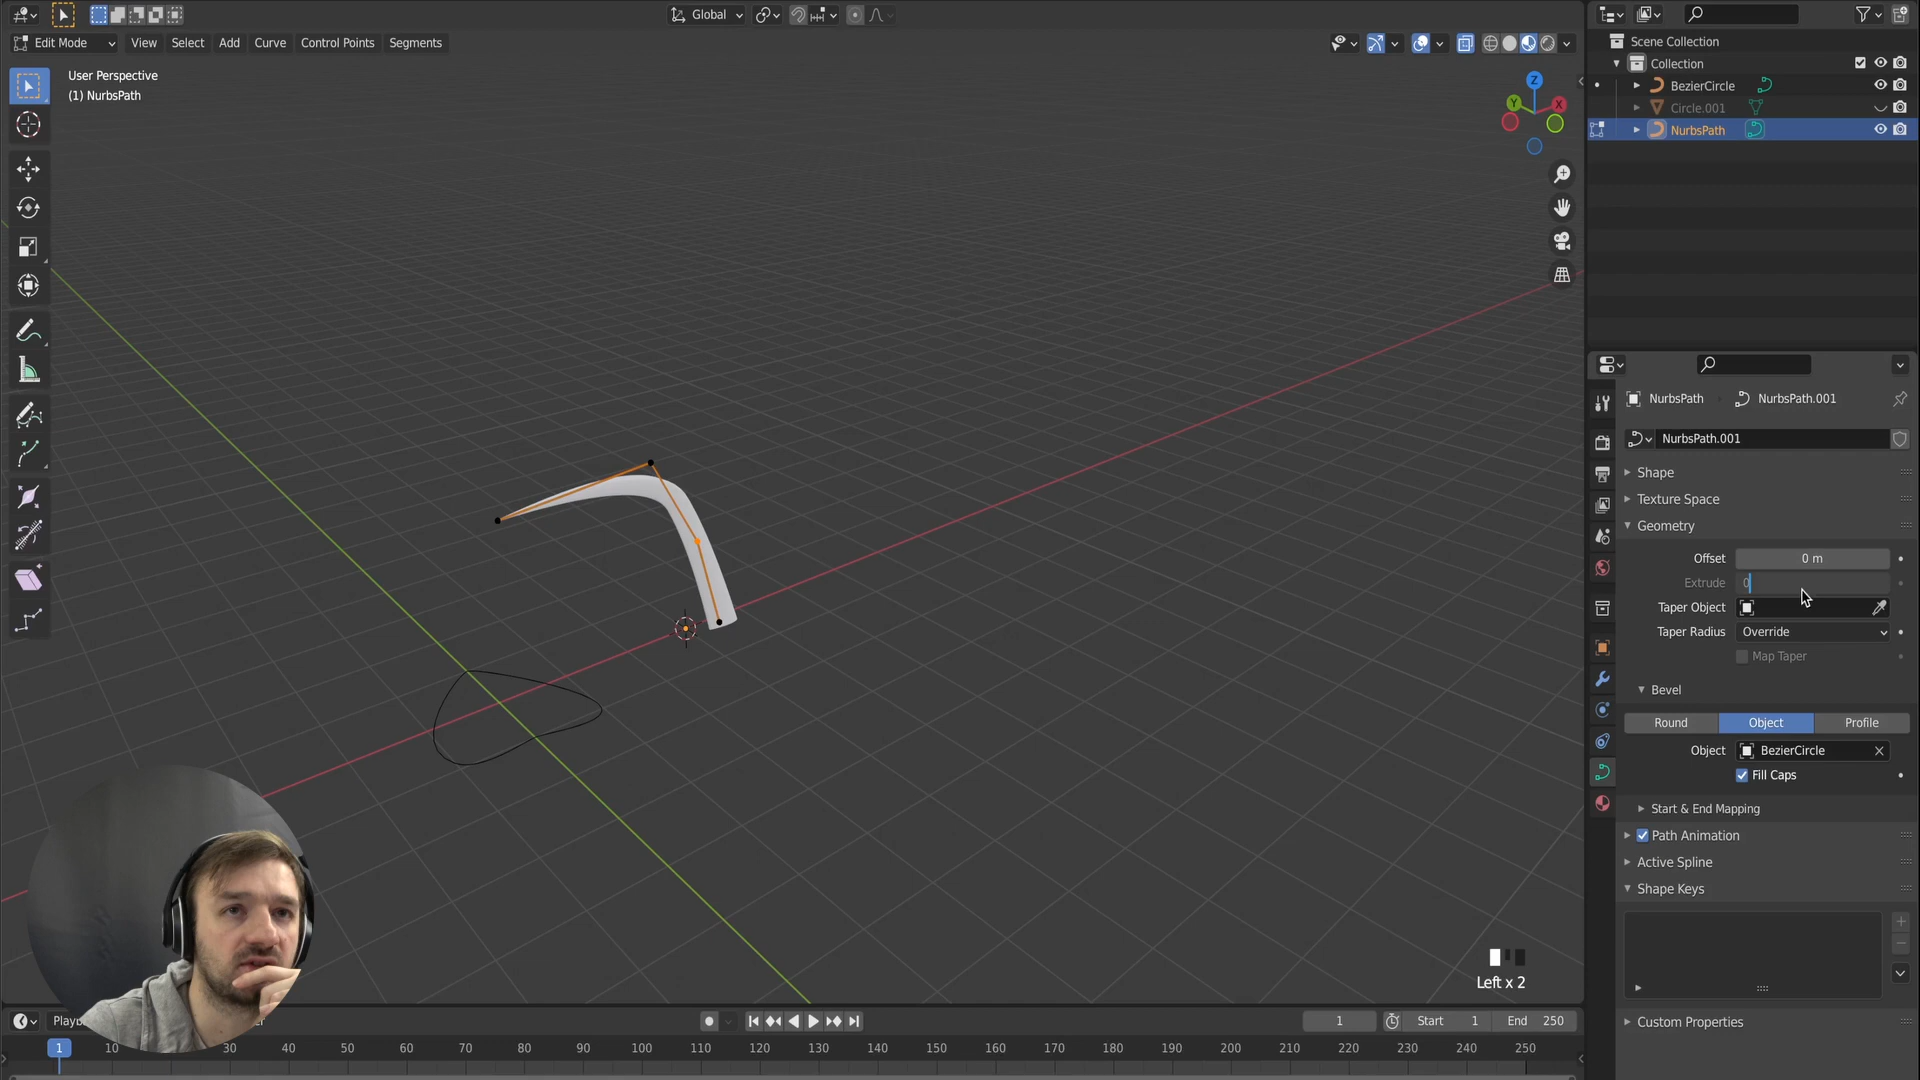 Global
Edit Mode
View
Select
Add
Curve
Control Points
Segments
User Perspective
(1) NurbsPath
Z
Y
X
Left x 2
Scene Collection
Collection
BezierCircle
Circle.001
NurbsPath
NurbsPath
NurbsPath.001
NurbsPath.001
Shape
Texture Space
Geometry
Offset 0 m
Extrude 0
Taper Object
Taper Radius Override
Map Taper
Bevel
Round Object Profile
Object BezierCircle
Fill Caps
Start & End Mapping
Path Animation
Active Spline
Shape Keys
Custom Properties
1 Start 1 End 250
1 10 30 40 50 60 70 80 90 100 110 120 130 140 150 160 170 180 190 200 210 220 230 240 250